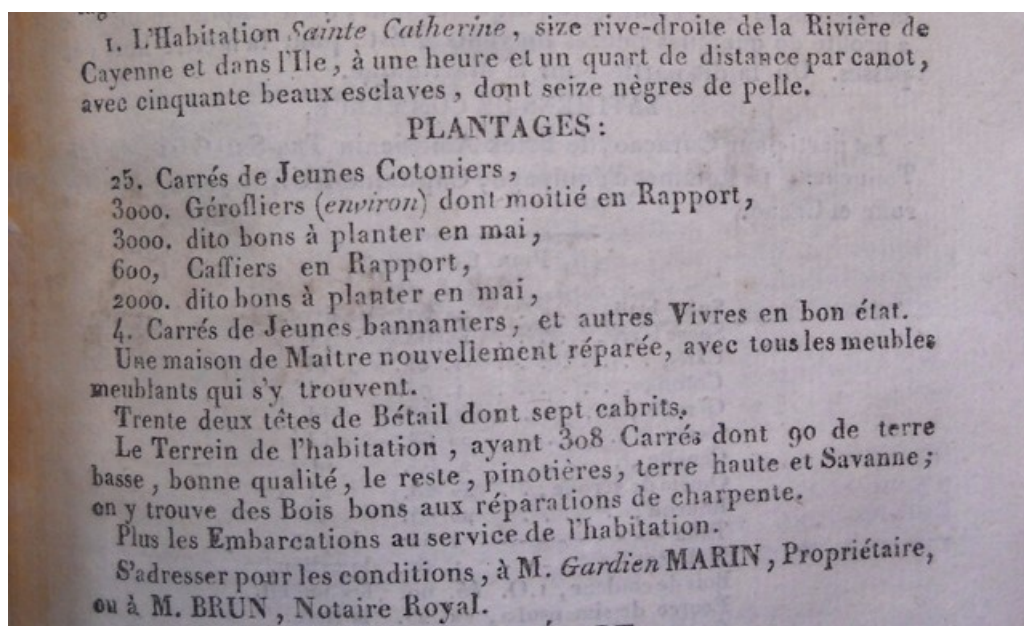 1. L'Habitation Sainte Catherine, size rive-droite de la Rivière de
Cayenne et dans l'Ile, à une heure et un quart de distance par canot,
avec cinquante beaux esclaves, dont seize nègres de pelle.
PLANTAGES:
25. Carrés de Jeunes Cotoniers,
3000. Gérofliers (environ) dont moitié en Rapport,
3000. dito bons à planter en mai,
600, Caffiers en Rapport,
2000. dito bons à planter en mai,
4. Carrés de Jeunes bannaniers, et autres Vivres en bon état.
Une maison de Maitre nouvellement réparée, avec tous les meubles
meublants qui s'y trouvent.
Trente deux têtes de Bétail dont sept cabrits.
Le Terrein de l'habitation, ayant 308 Carrés dont 90 de terre
basse, bonne qualité, le reste, pinotières, terre haute et Savanne;
on y trouve des Bois bons aux réparations de charpente.
Plus les Embarcations au service de l'habitation.
S'adresser pour les conditions, à M. Gardien MARIN, Propriétaire,
ou à M. BRUN, Notaire Royal.